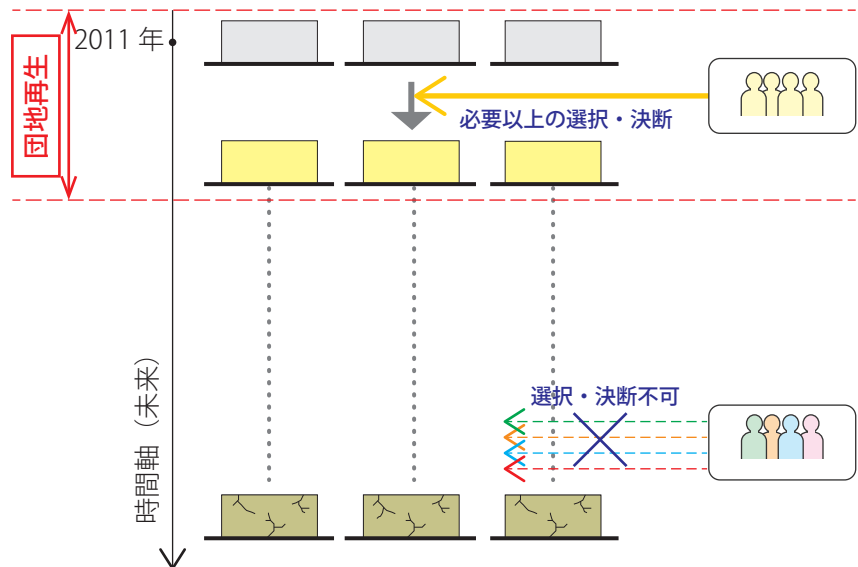 2011 年
団地再生
必要以上の選択・決断
選択・決断不可
時間軸（未来）